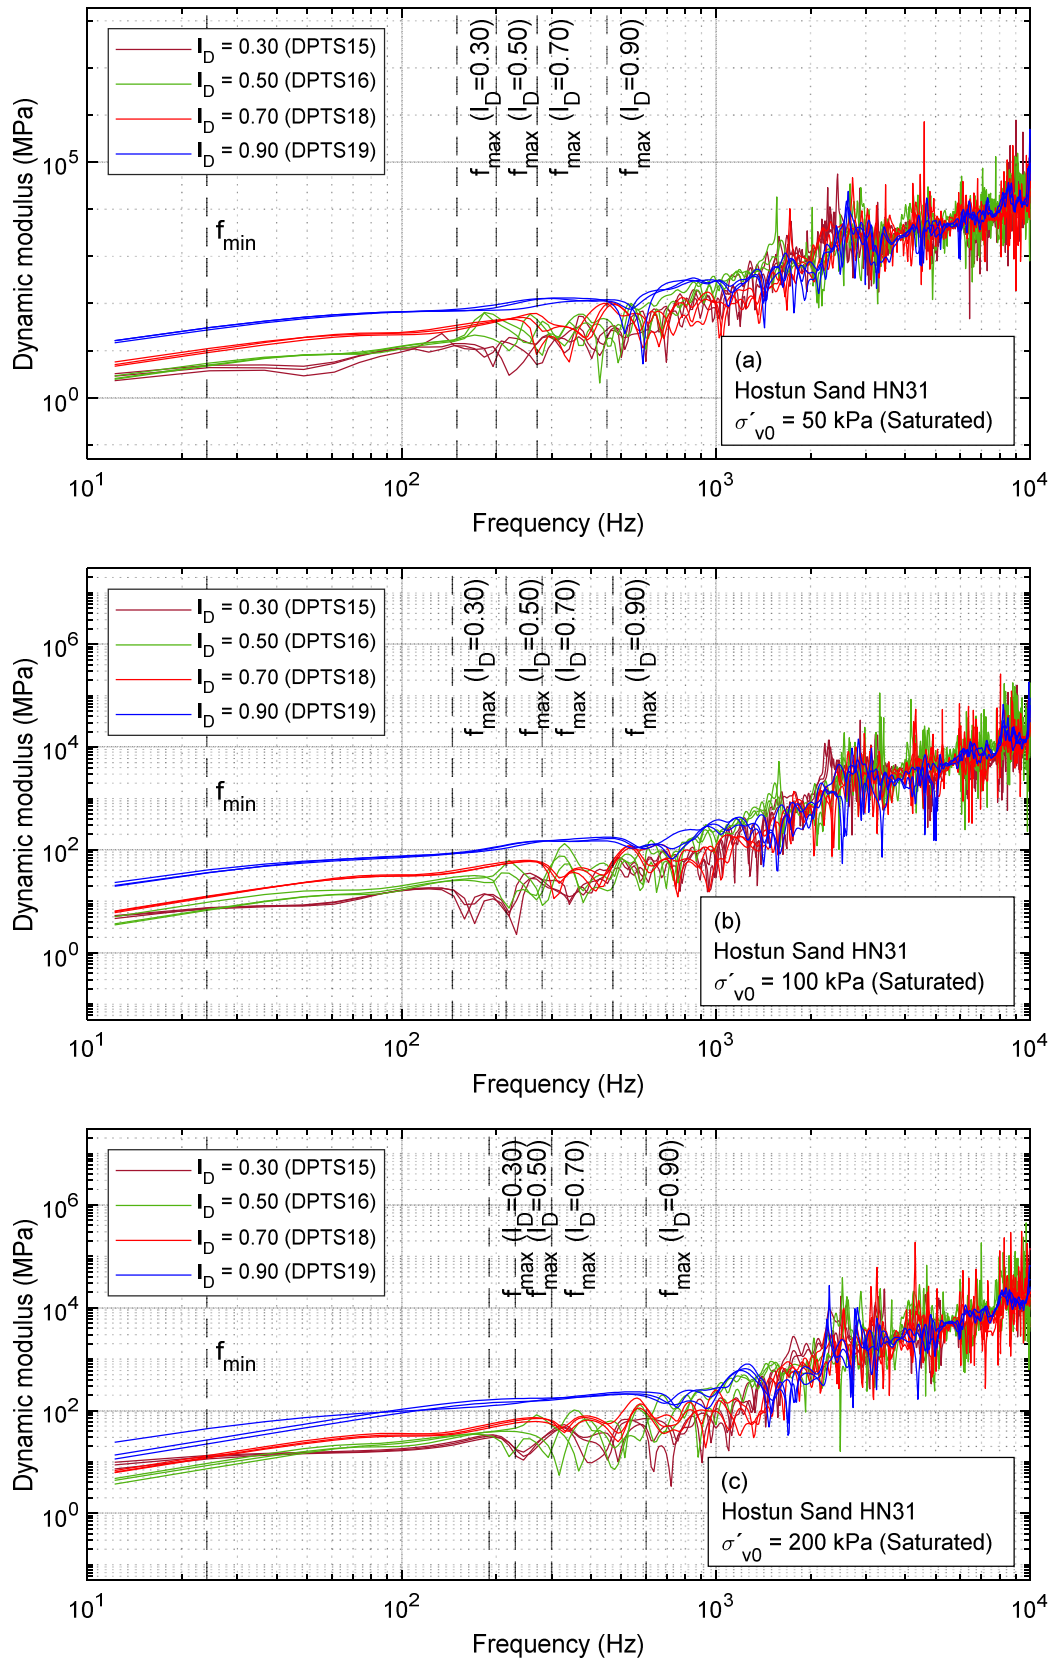 I_D = 0.30 (DPTS15)
I_D = 0.50 (DPTS16)
I_D = 0.70 (DPTS18)
I_D = 0.90 (DPTS19)
f_min
f_max (I_D=0.30)
f_max (I_D=0.50)
f_max (I_D=0.70)
f_max (I_D=0.90)
Dynamic modulus (MPa)
10^5
10^0
(a)
Hostun Sand HN31
σ´_v0 = 50 kPa (Saturated)
10^1
10^2
10^3
10^4
Frequency (Hz)
I_D = 0.30 (DPTS15)
I_D = 0.50 (DPTS16)
I_D = 0.70 (DPTS18)
I_D = 0.90 (DPTS19)
f_min
f_max (I_D=0.30)
f_max (I_D=0.50)
f_max (I_D=0.70)
f_max (I_D=0.90)
Dynamic modulus (MPa)
10^6
10^4
10^2
10^0
(b)
Hostun Sand HN31
σ´_v0 = 100 kPa (Saturated)
10^1
10^2
10^3
10^4
Frequency (Hz)
I_D = 0.30 (DPTS15)
I_D = 0.50 (DPTS16)
I_D = 0.70 (DPTS18)
I_D = 0.90 (DPTS19)
f_min
f_max (I_D=0.30)
f_max (I_D=0.50)
f_max (I_D=0.70)
f_max (I_D=0.90)
Dynamic modulus (MPa)
10^6
10^4
10^2
10^0
(c)
Hostun Sand HN31
σ´_v0 = 200 kPa (Saturated)
10^1
10^2
10^3
10^4
Frequency (Hz)